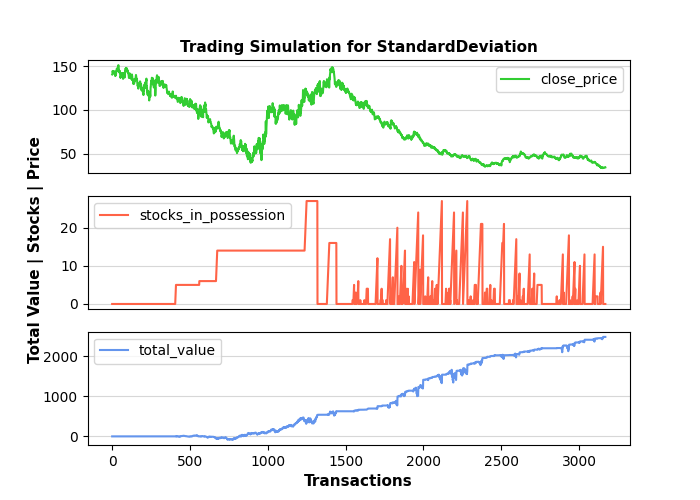 Trading Simulation for StandardDeviation
150
100
50
close_price
20
10
0
stocks_in_possession
2000
1000
0
total_value
0 500 1000 1500 2000 2500 3000
Transactions
Total Value | Stocks | Price